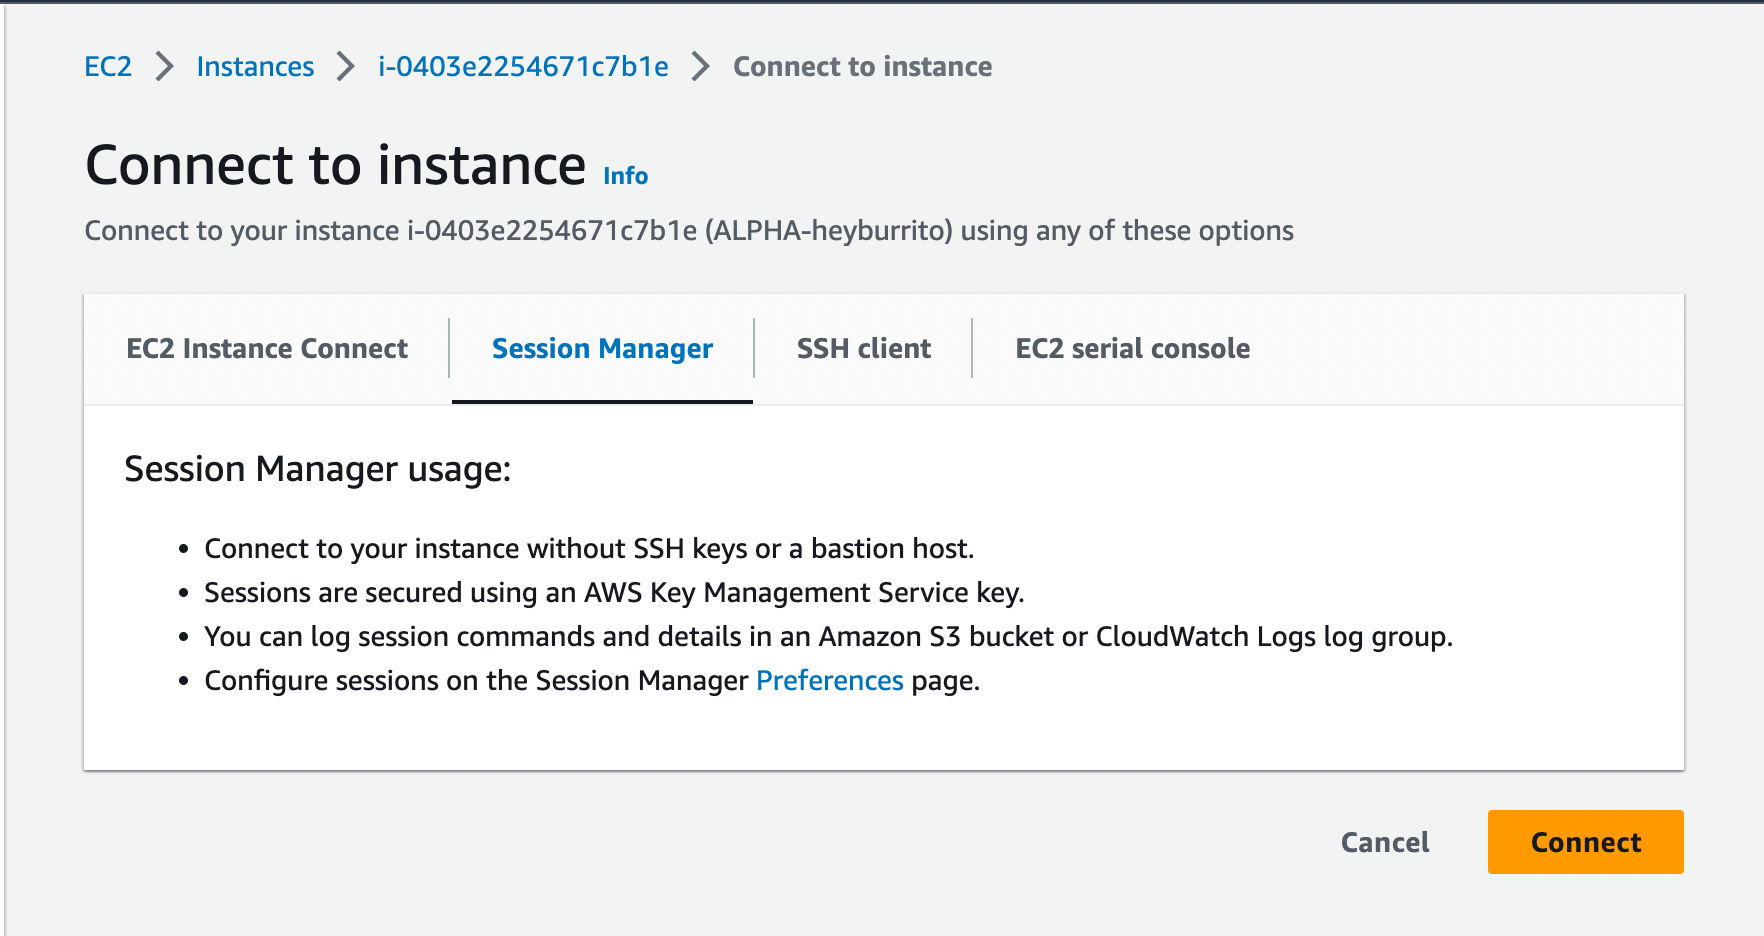 EC2 Instances i-0403e2254671c7b1e Connect to instance
Connect to instance Info
Connect to your instance i-0403e2254671c7b1e (ALPHA-heyburrito) using any of these options
EC2 Instance Connect Session Manager SSH client EC2 serial console
Session Manager usage:
• Connect to your instance without SSH keys or a bastion host.
• Sessions are secured using an AWS Key Management Service key.
• You can log session commands and details in an Amazon S3 bucket or CloudWatch Logs log group.
• Configure sessions on the Session Manager Preferences page.
Cancel Connect